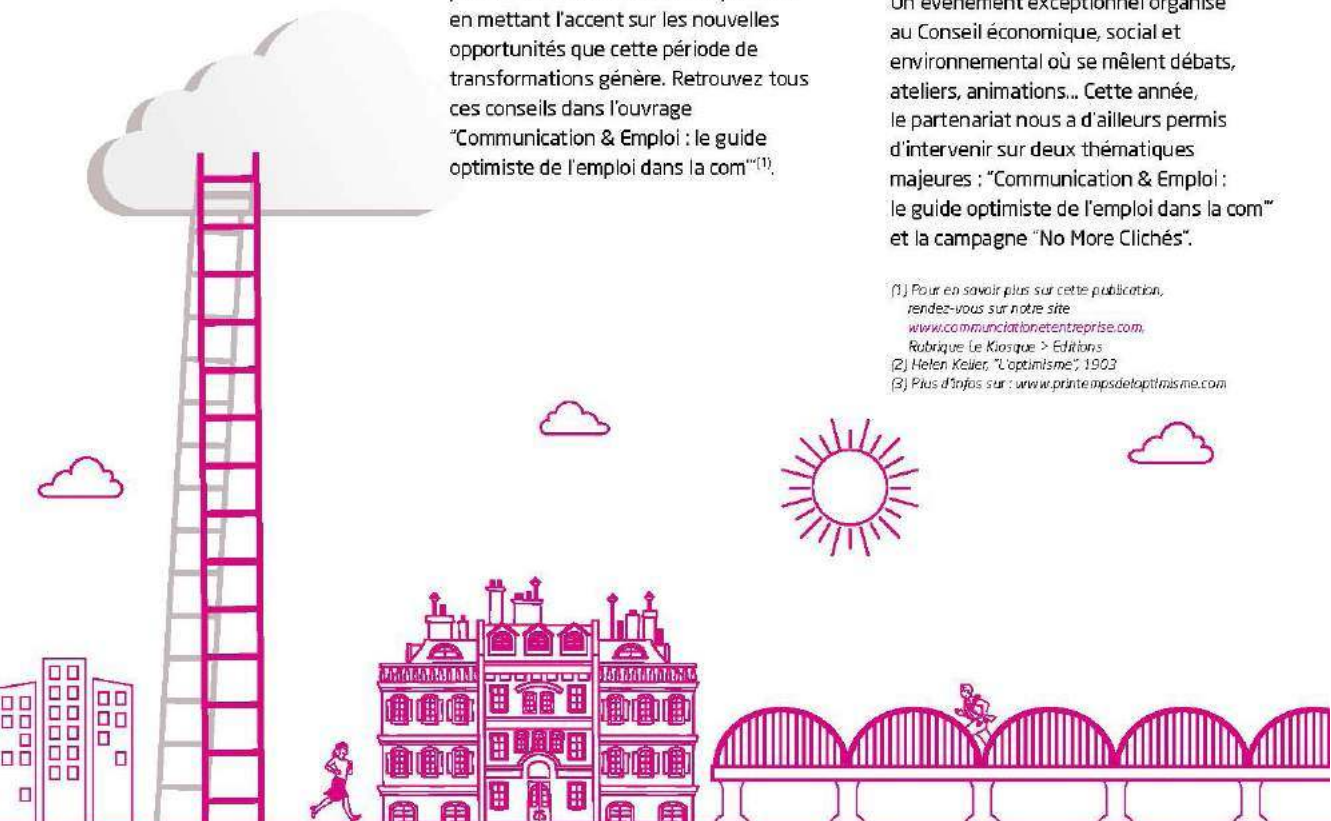 en mettant l'accent sur les nouvelles
opportunités que cette période de
transformations génère. Retrouvez tous
ces conseils dans l'ouvrage
"Communication & Emploi : le guide
optimiste de l'emploi dans la com'"(1).
Un événement exceptionnel organisé
au Conseil économique, social et
environnemental où se mêlent débats,
ateliers, animations... Cette année,
le partenariat nous a d'ailleurs permis
d'intervenir sur deux thématiques
majeures : "Communication & Emploi :
le guide optimiste de l'emploi dans la com'"
et la campagne "No More Clichés".
(1) Pour en savoir plus sur cette publication,
rendez-vous sur notre site
www.communciationetentreprise.com,
Rubrique Le Kiosque > Editions
(2) Helen Keller, "L'optimisme", 1903
(3) Plus d'infos sur : www.printempsdeloptimisme.com